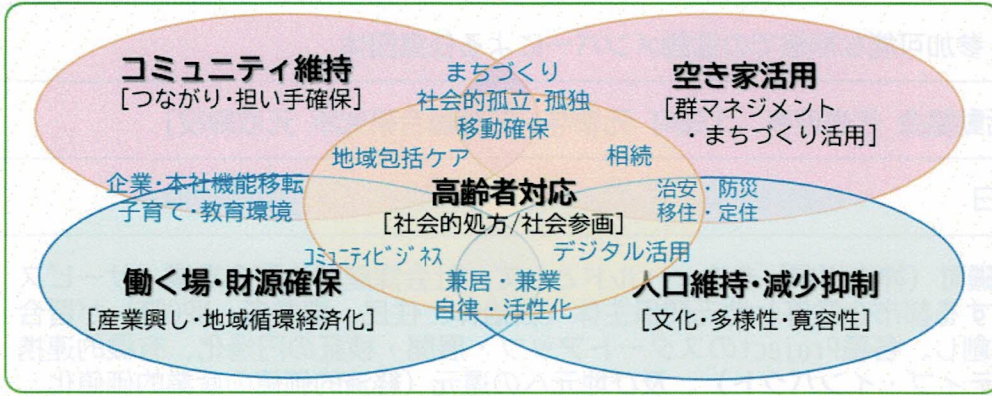 コミュニティ維持
[つながり・担い手確保]
まちづくり
社会的孤立・孤独
移動確保
空き家活用
[群マネジメント
・まちづくり活用]
地域包括ケア
相続
企業・本社機能移転
子育て・教育環境
高齢者対応
[社会的処方/社会参画]
治安・防災
移住・定住
コミュニティビジネス
デジタル活用
働く場・財源確保
[産業興し・地域循環経済化]
兼居・兼業
自律・活性化
人口維持・減少抑制
[文化・多様性・寛容性]